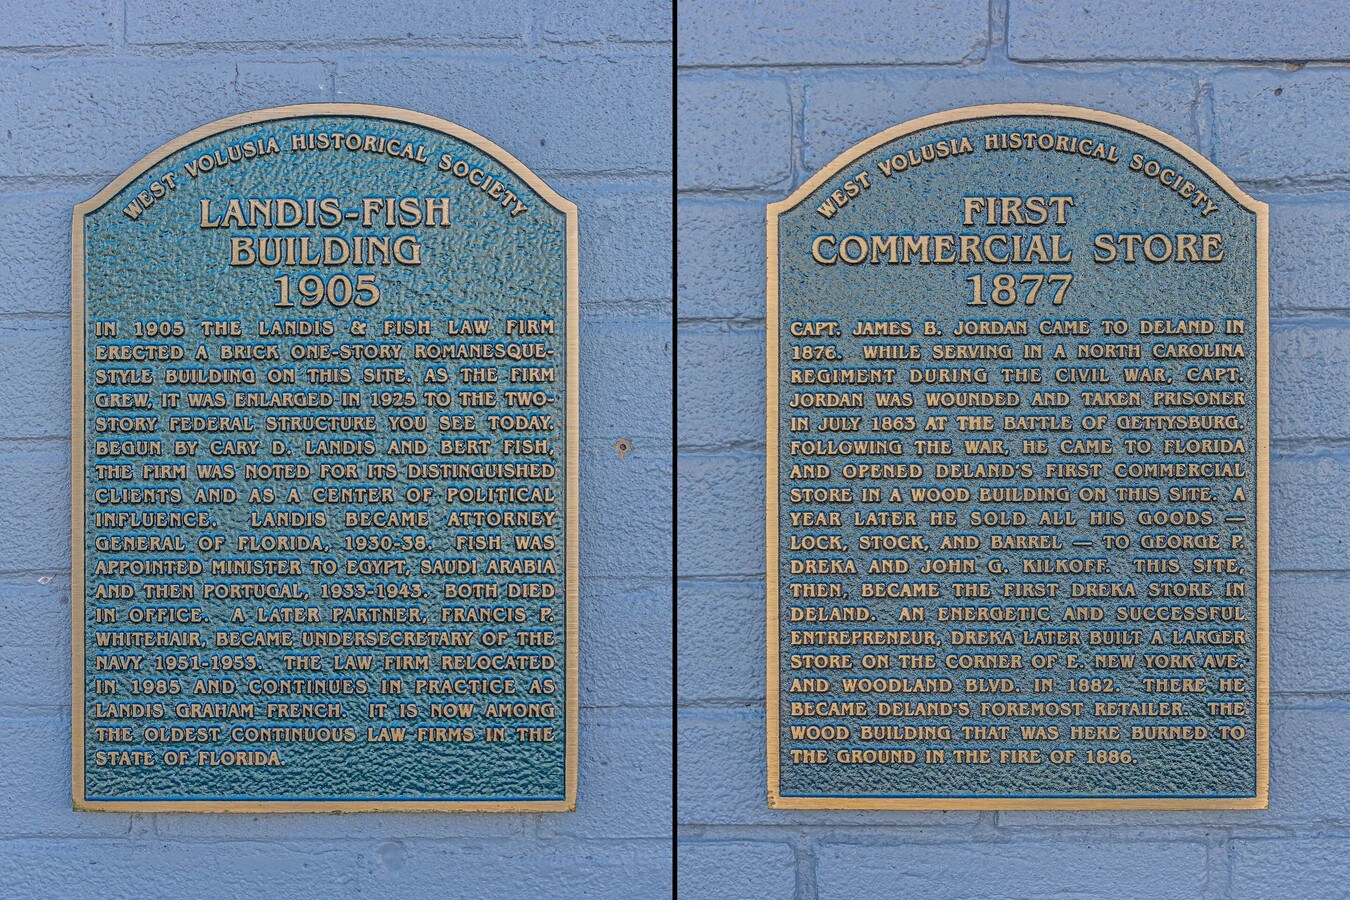 WEST VOLUSIA HISTORICAL SOCIETY
LANDIS-FISH
BUILDING
1905
IN 1905 THE LANDIS & FISH LAW FIRM
ERECTED A BRICK ONE-STORY ROMANESQUE-
STYLE BUILDING ON THIS SITE. AS THE FIRM
GREW, IT WAS ENLARGED IN 1925 TO THE TWO-
STORY FEDERAL STRUCTURE YOU SEE TODAY.
BEGUN BY CARY D. LANDIS AND BERT FISH,
THE FIRM WAS NOTED FOR ITS DISTINGUISHED
CLIENTS AND AS A CENTER OF POLITICAL
INFLUENCE. LANDIS BECAME ATTORNEY
GENERAL OF FLORIDA, 1930-38. FISH WAS
APPOINTED MINISTER TO EGYPT, SAUDI ARABIA
AND THEN PORTUGAL, 1933-1943. BOTH DIED
IN OFFICE. A LATER PARTNER, FRANCIS P.
WHITEHAIR, BECAME UNDERSECRETARY OF THE
NAVY 1951-1953. THE LAW FIRM RELOCATED
IN 1985 AND CONTINUES IN PRACTICE AS
LANDIS GRAHAM FRENCH. IT IS NOW AMONG
THE OLDEST CONTINUOUS LAW FIRMS IN THE
STATE OF FLORIDA.
WEST VOLUSIA HISTORICAL SOCIETY
FIRST
COMMERCIAL STORE
1877
CAPT. JAMES B. JORDAN CAME TO DELAND IN
1876. WHILE SERVING IN A NORTH CAROLINA
REGIMENT DURING THE CIVIL WAR, CAPT.
JORDAN WAS WOUNDED AND TAKEN PRISONER
IN JULY 1863 AT THE BATTLE OF GETTYSBURG.
FOLLOWING THE WAR, HE CAME TO FLORIDA
AND OPENED DELAND'S FIRST COMMERCIAL
STORE IN A WOOD BUILDING ON THIS SITE. A
YEAR LATER HE SOLD ALL HIS GOODS —
LOCK, STOCK, AND BARREL — TO GEORGE P.
DREKA AND JOHN G. KILKOFF. THIS SITE,
THEN, BECAME THE FIRST DREKA STORE IN
DELAND. AN ENERGETIC AND SUCCESSFUL
ENTREPRENEUR, DREKA LATER BUILT A LARGER
STORE ON THE CORNER OF E. NEW YORK AVE.
AND WOODLAND BLVD. IN 1882. THERE HE
BECAME DELAND'S FOREMOST RETAILER. THE
WOOD BUILDING THAT WAS HERE BURNED TO
THE GROUND IN THE FIRE OF 1886.